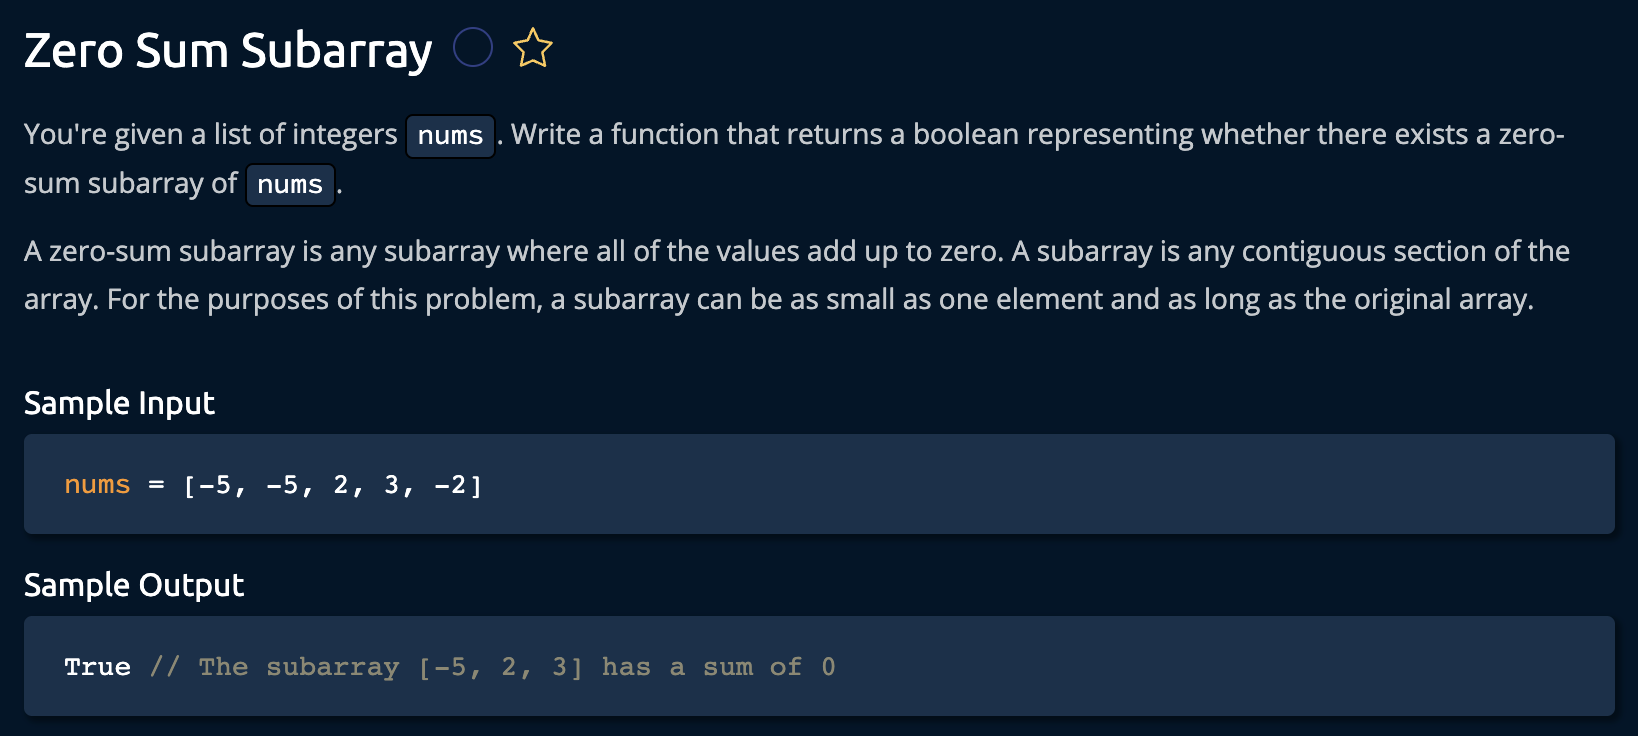 Zero Sum Subarray
You're given a list of integers nums. Write a function that returns a boolean representing whether there exists a zero-
sum subarray of nums.
A zero-sum subarray is any subarray where all of the values add up to zero. A subarray is any contiguous section of the
array. For the purposes of this problem, a subarray can be as small as one element and as long as the original array.
Sample Input
nums = [-5, -5, 2, 3, -2]
Sample Output
True // The subarray [-5, 2, 3] has a sum of 0